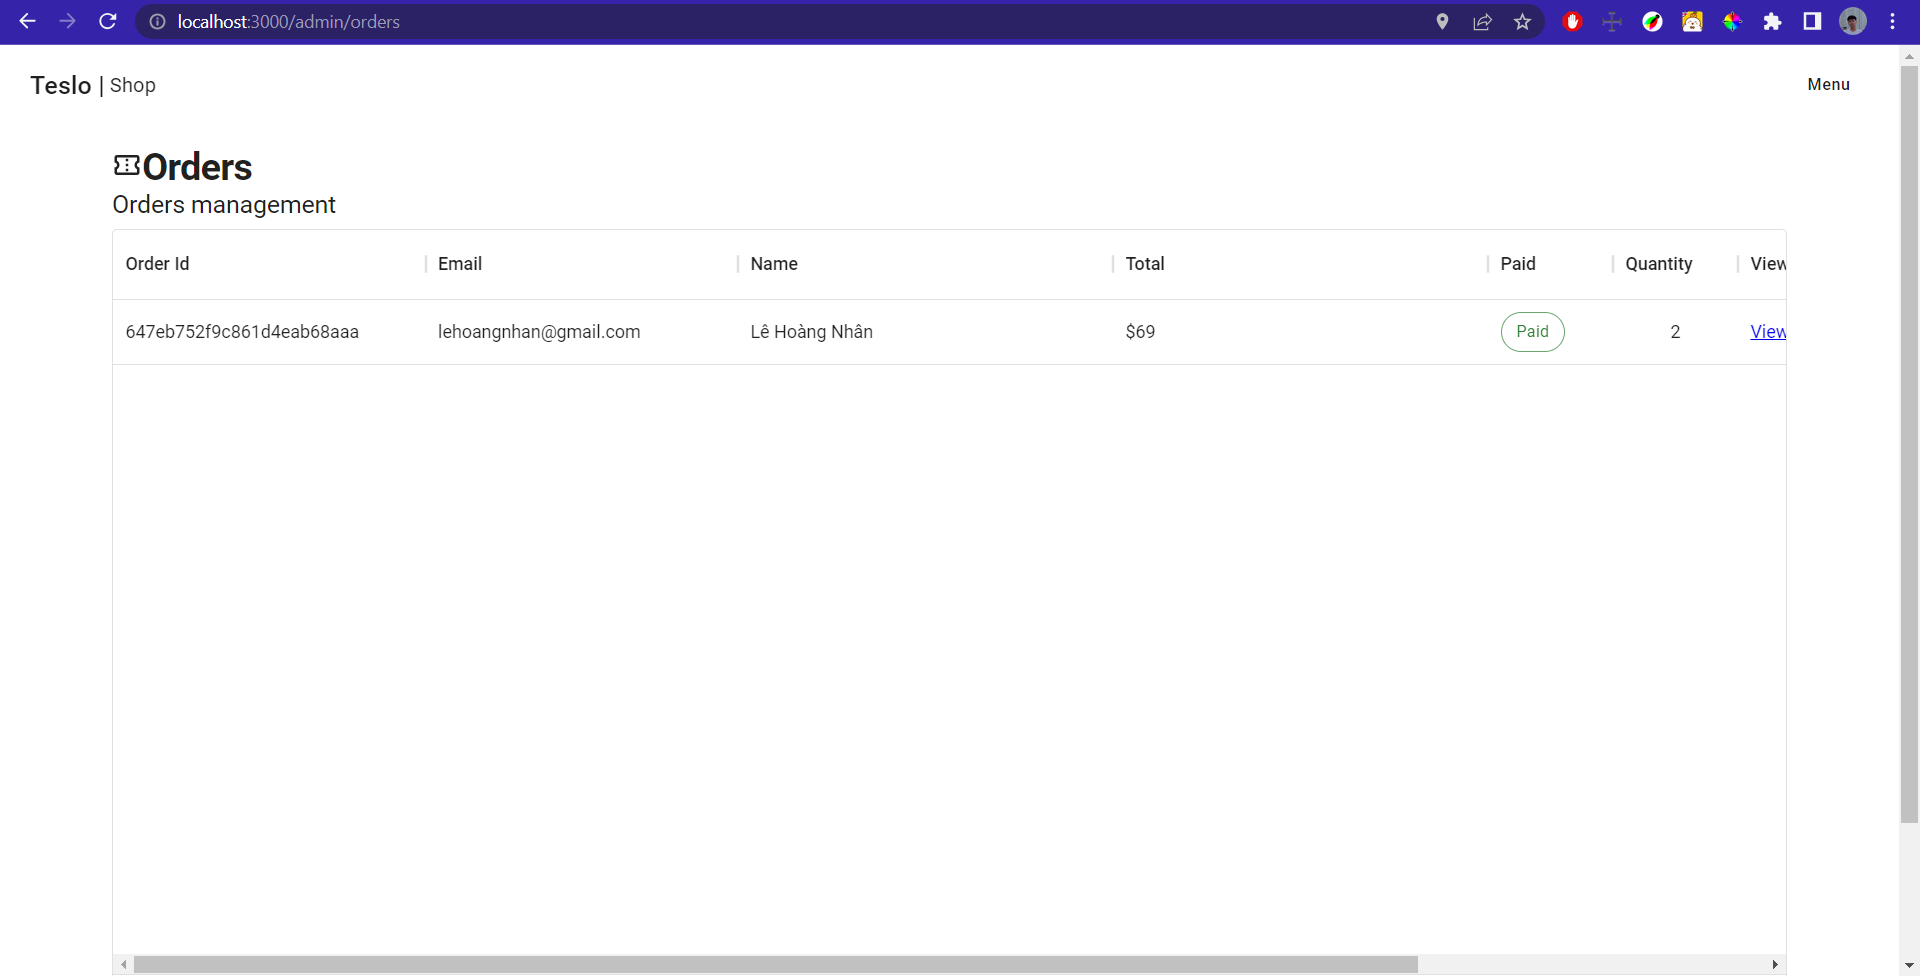 localhost:3000/admin/orders
Teslo | Shop
Menu
Orders
Orders management
Order Id Email Name Total Paid Quantity View
647eb752f9c861d4eab68aaa lehoangnhan@gmail.com Lê Hoàng Nhân $69 Paid 2 View